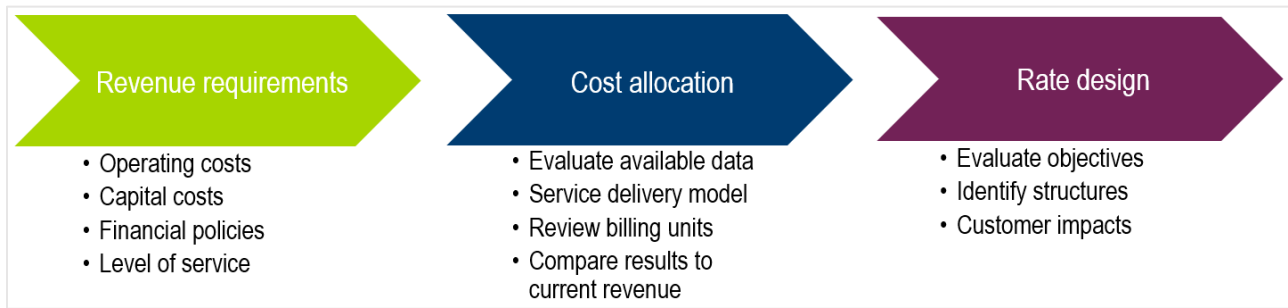 Revenue requirements
• Operating costs
• Capital costs
• Financial policies
• Level of service
Cost allocation
• Evaluate available data
• Service delivery model
• Review billing units
• Compare results to
current revenue
Rate design
• Evaluate objectives
• Identify structures
• Customer impacts